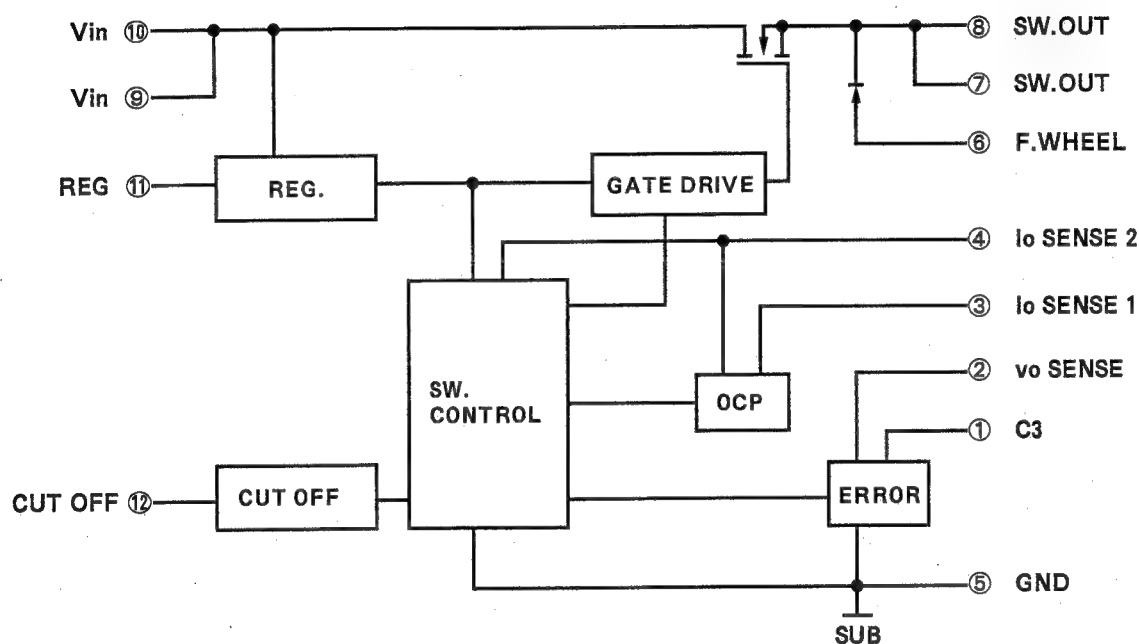 Vin ⑩
⑧ SW.OUT
Vin ⑨
⑦ SW.OUT
⑥ F.WHEEL
REG ⑪
REG.
GATE DRIVE
④ Io SENSE 2
③ Io SENSE 1
② vo SENSE
SW.
CONTROL
OCP
① C3
CUT OFF ⑫
CUT OFF
ERROR
⑤ GND
SUB